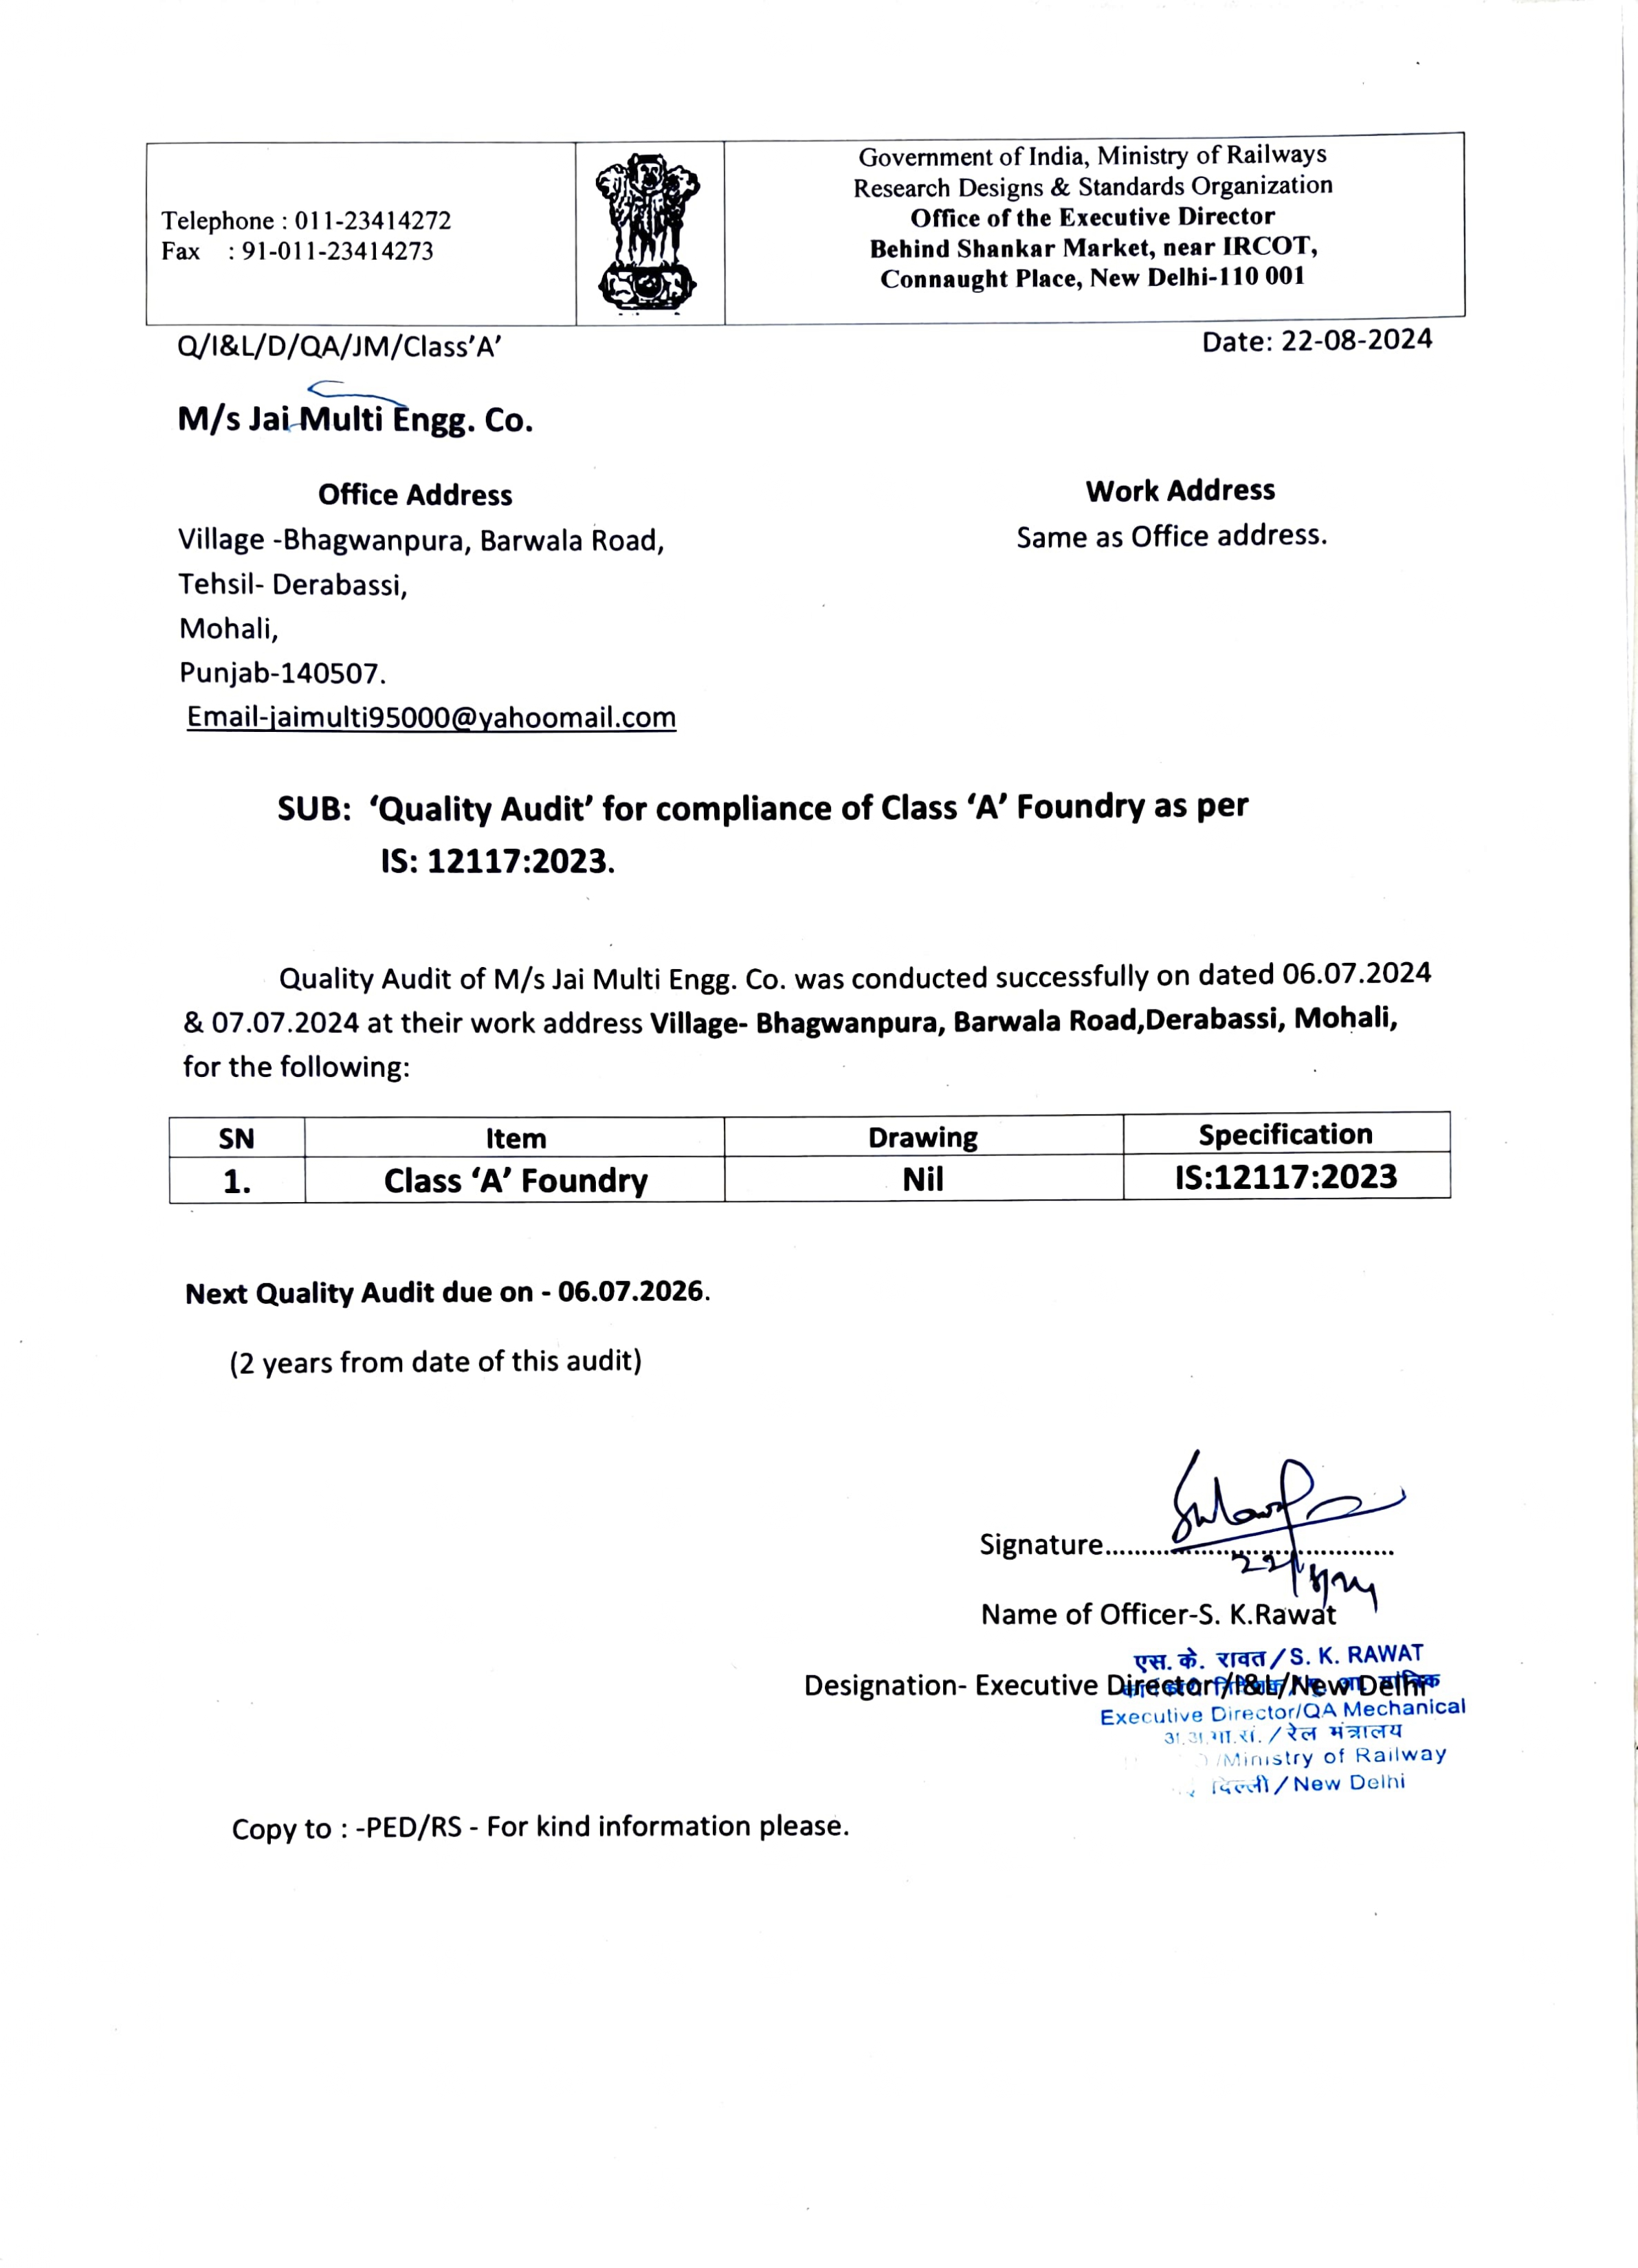 Telephone : 011-23414272
Fax : 91-011-23414273
Government of India, Ministry of Railways
Research Designs & Standards Organization
Office of the Executive Director
Behind Shankar Market, near IRCOT,
Connaught Place, New Delhi-110 001
Q/I&L/D/QA/JM/Class'A'
Date: 22-08-2024
M/s Jai Multi Engg. Co.
Office Address
Work Address
Village -Bhagwanpura, Barwala Road,
Same as Office address.
Tehsil- Derabassi,
Mohali,
Punjab-140507.
Email-jaimulti95000@yahoomail.com
SUB: ‘Quality Audit’ for compliance of Class ‘A’ Foundry as per
IS: 12117:2023.
Quality Audit of M/s Jai Multi Engg. Co. was conducted successfully on dated 06.07.2024
& 07.07.2024 at their work address Village- Bhagwanpura, Barwala Road,Derabassi, Mohali,
for the following:
SN Item Drawing Specification
1. Class ‘A’ Foundry Nil IS:12117:2023
Next Quality Audit due on - 06.07.2026.
(2 years from date of this audit)
Signature..........................................
Name of Officer-S. K.Rawat
एस. के. रावत / S. K. RAWAT
Designation- Executive Director/I&L/New Delhi
Executive Director/QA Mechanical
अ.अ.मा.सं. / रेल मंत्रालय
/Ministry of Railway
दिल्ली / New Delhi
Copy to : -PED/RS - For kind information please.